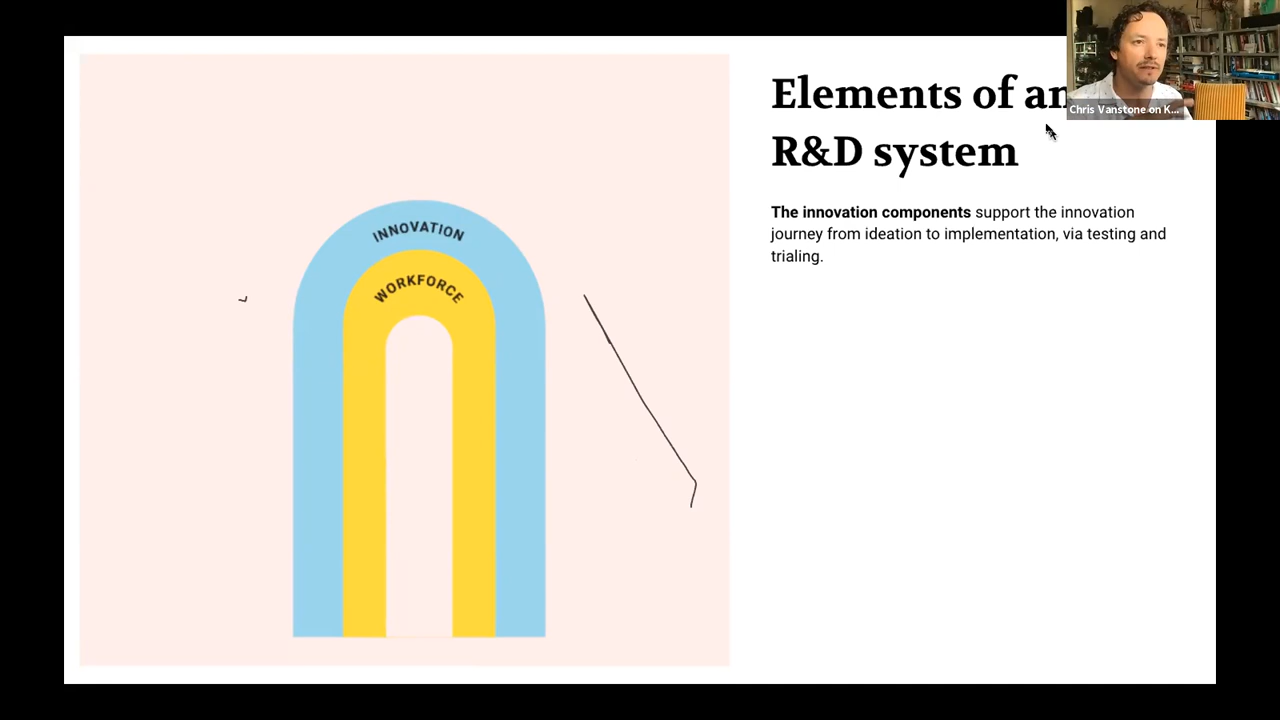 Elements of an
R&D system
The innovation components support the innovation
journey from ideation to implementation, via testing and
trialing.
INNOVATION
WORKFORCE
Chris Vanstone on K...